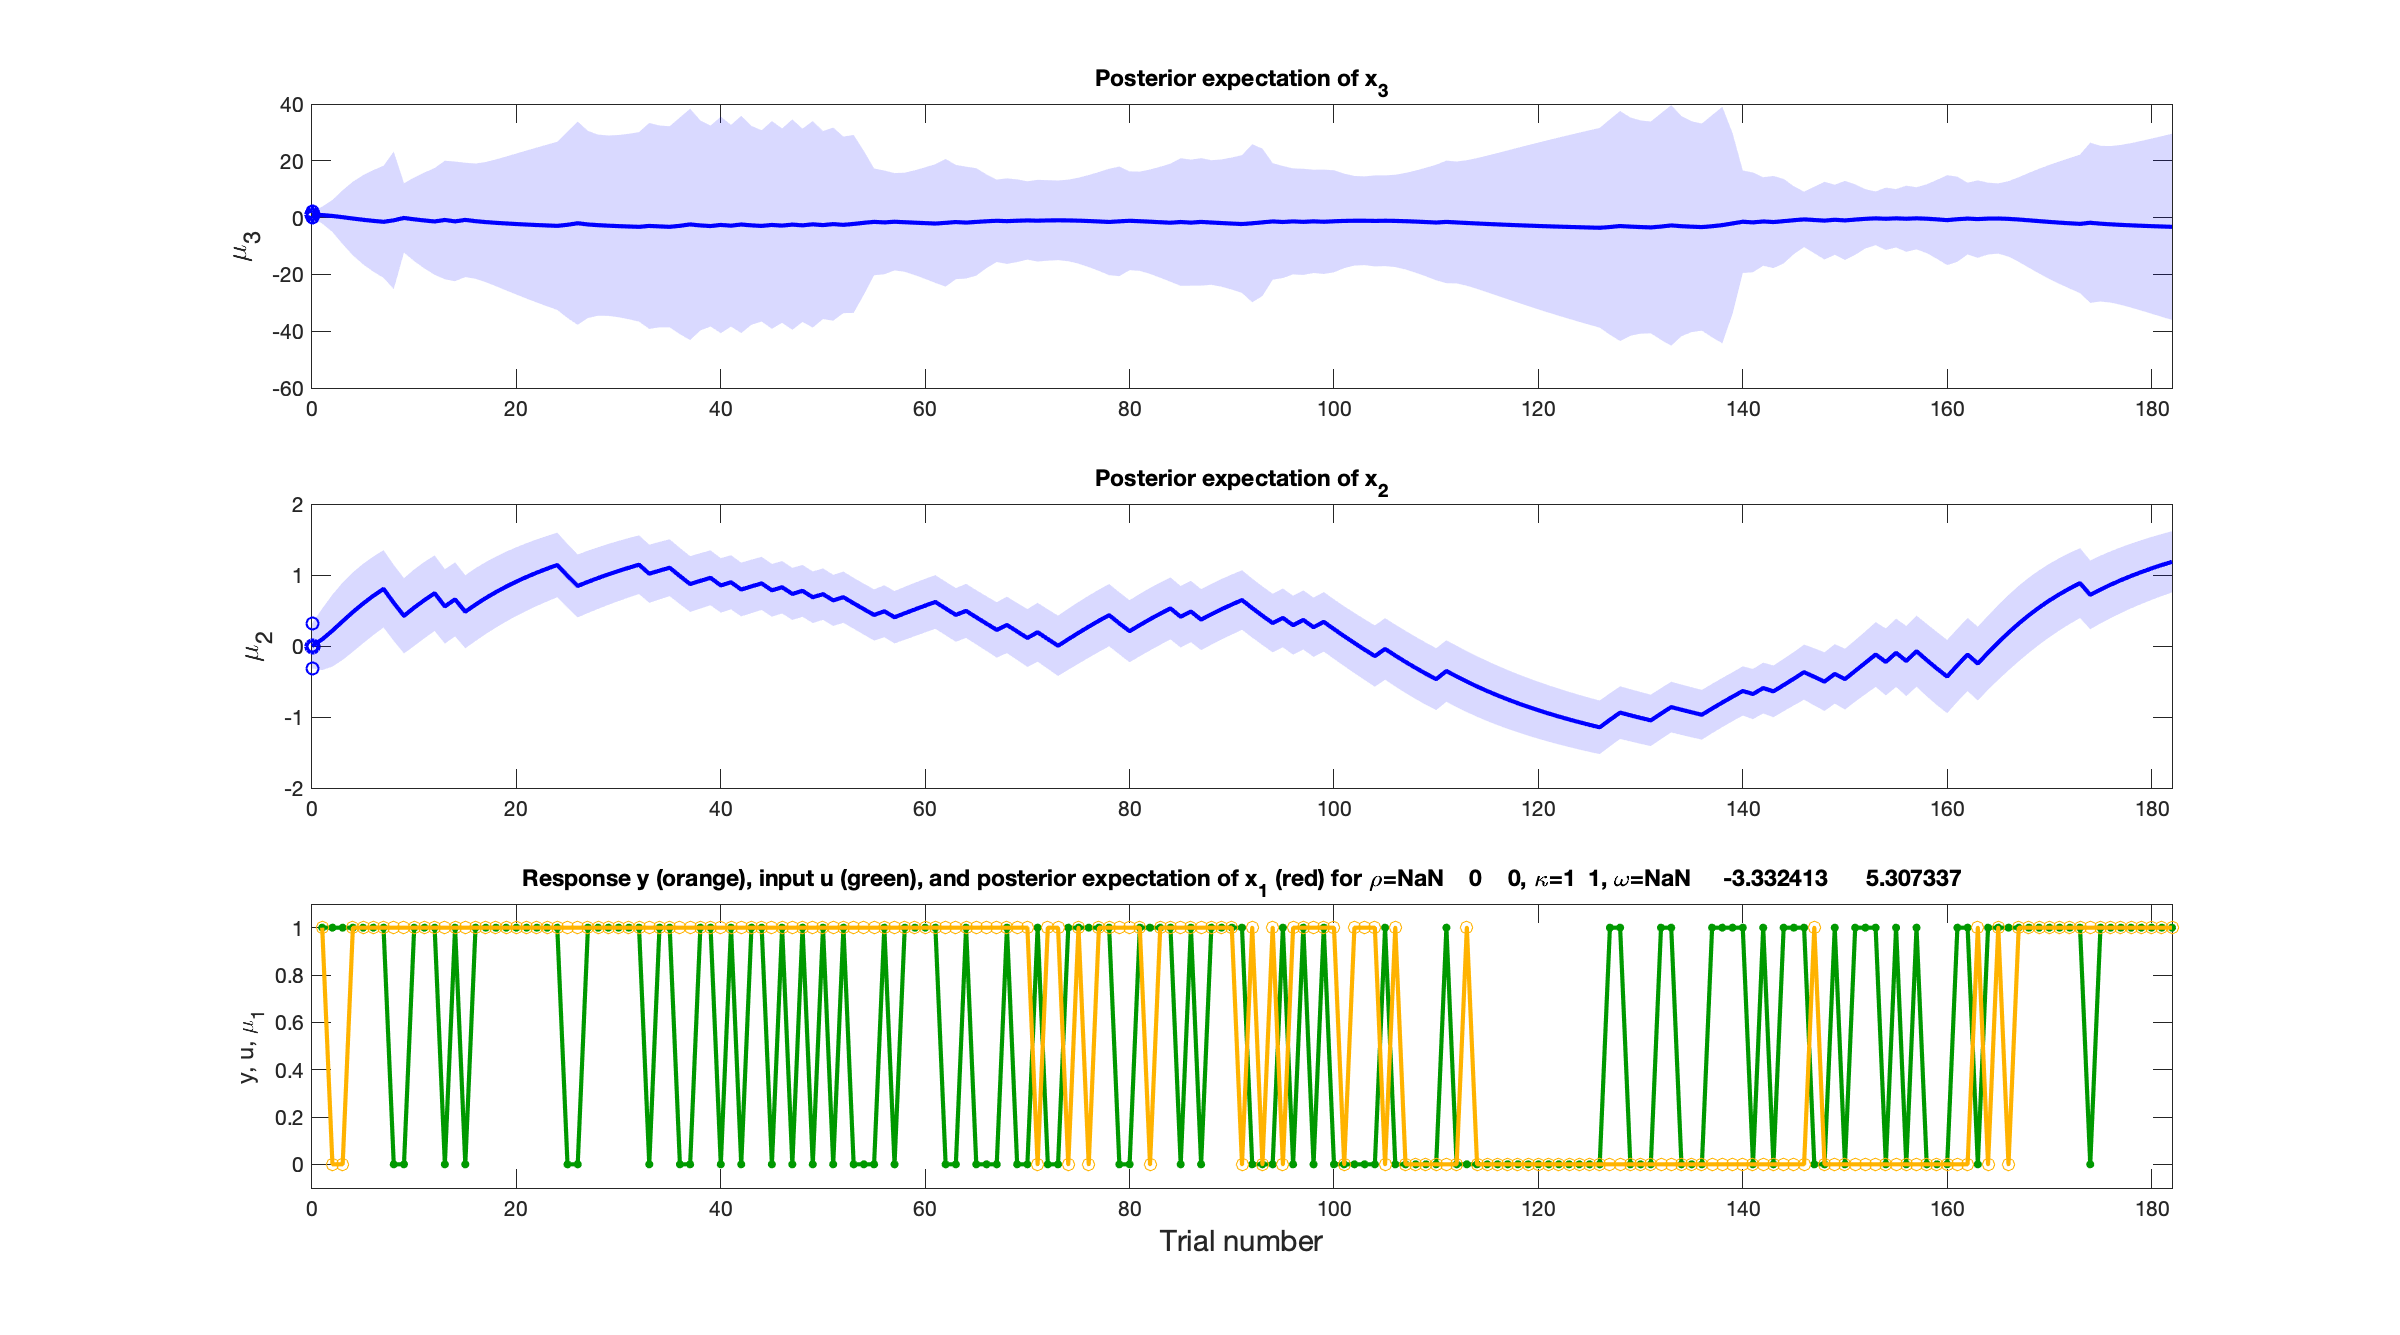 Posterior expectation of x3
40
20
0
-20
-40
-60
μ3
0 20 40 60 80 100 120 140 160 180
Posterior expectation of x2
2
1
0
-1
-2
μ2
0 20 40 60 80 100 120 140 160 180
Response y (orange), input u (green), and posterior expectation of x1 (red) for ρ=NaN 0 0, κ=1 1, ω=NaN -3.332413 5.307337
1
0.8
0.6
0.4
0.2
0
y, u, μ1
0 20 40 60 80 100 120 140 160 180
Trial number